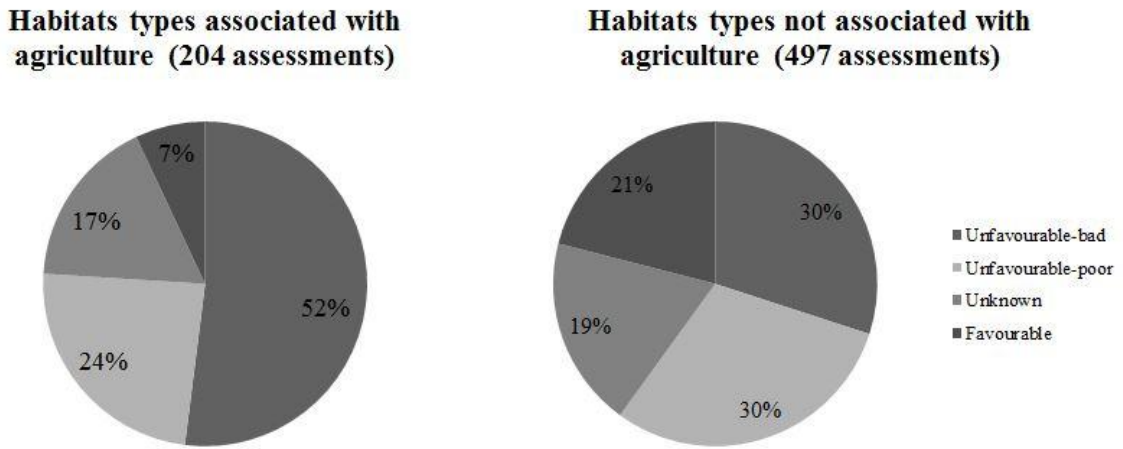 Habitats types associated with
agriculture (204 assessments)
7%
17%
52%
24%
Habitats types not associated with
agriculture (497 assessments)
21%
30%
19%
30%
Unfavourable-bad
Unfavourable-poor
Unknown
Favourable